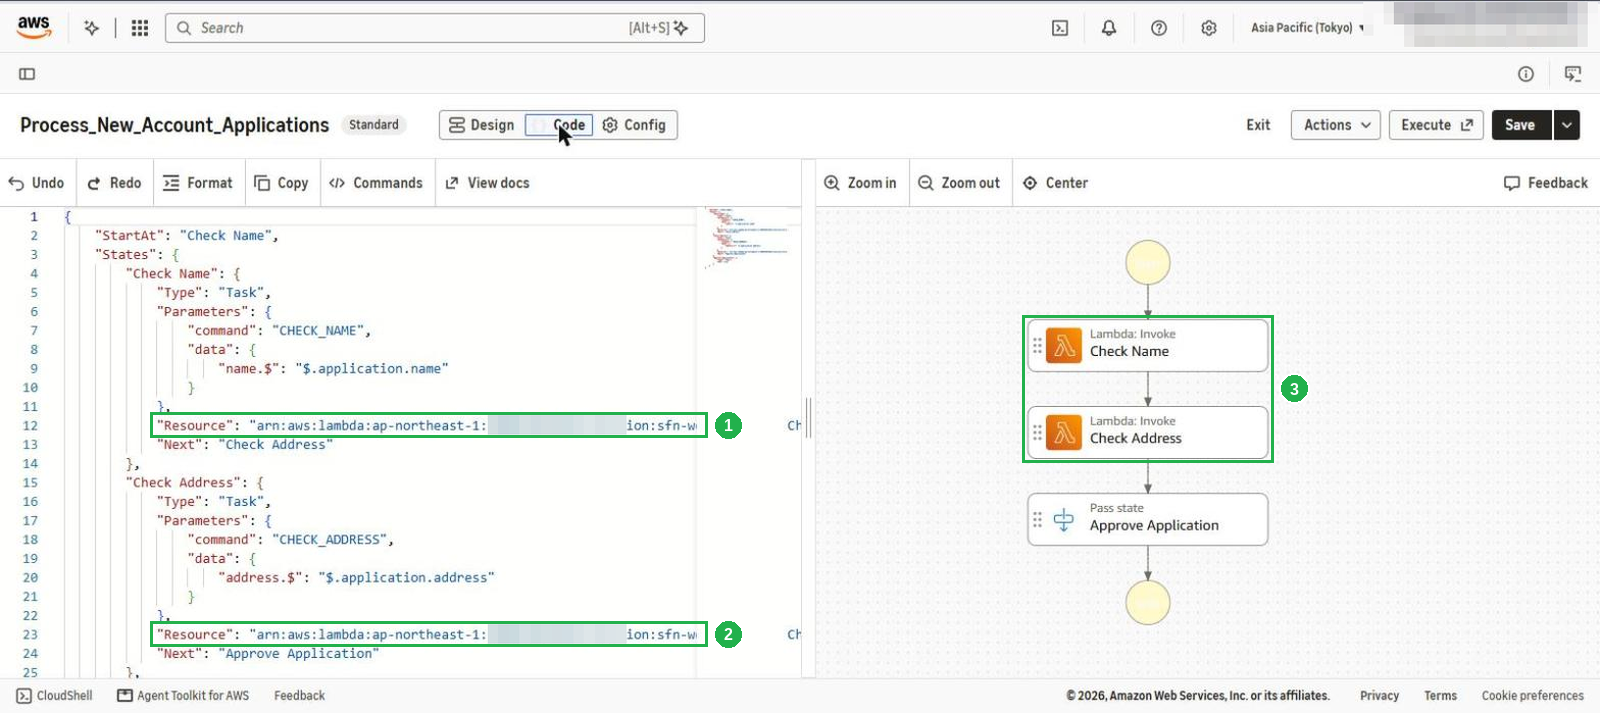 aws
Search [Alt+S]
Asia Pacific (Tokyo)
Process_New_Account_Applications Standard Design Code Config Exit Actions Execute Save
Undo Redo Format Copy Commands View docs Zoom in Zoom out Center Feedback
1 {
2 "StartAt": "Check Name",
3 "States": {
4 "Check Name": {
5 "Type": "Task",
6 "Parameters": {
7 "command": "CHECK_NAME",
8 "data": {
9 "name.$": "$.application.name"
10 }
11 },
12 "Resource": "arn:aws:lambda:ap-northeast-1: ion:sfn-w Ch
13 "Next": "Check Address"
14 },
15 "Check Address": {
16 "Type": "Task",
17 "Parameters": {
18 "command": "CHECK_ADDRESS",
19 "data": {
20 "address.$": "$.application.address"
21 }
22 },
23 "Resource": "arn:aws:lambda:ap-northeast-1: ion:sfn-w Ch
24 "Next": "Approve Application"
25 },
1
2
3
Lambda: Invoke
Check Name
Lambda: Invoke
Check Address
Pass state
Approve Application
CloudShell Agent Toolkit for AWS Feedback © 2026, Amazon Web Services, Inc. or its affiliates. Privacy Terms Cookie preferences